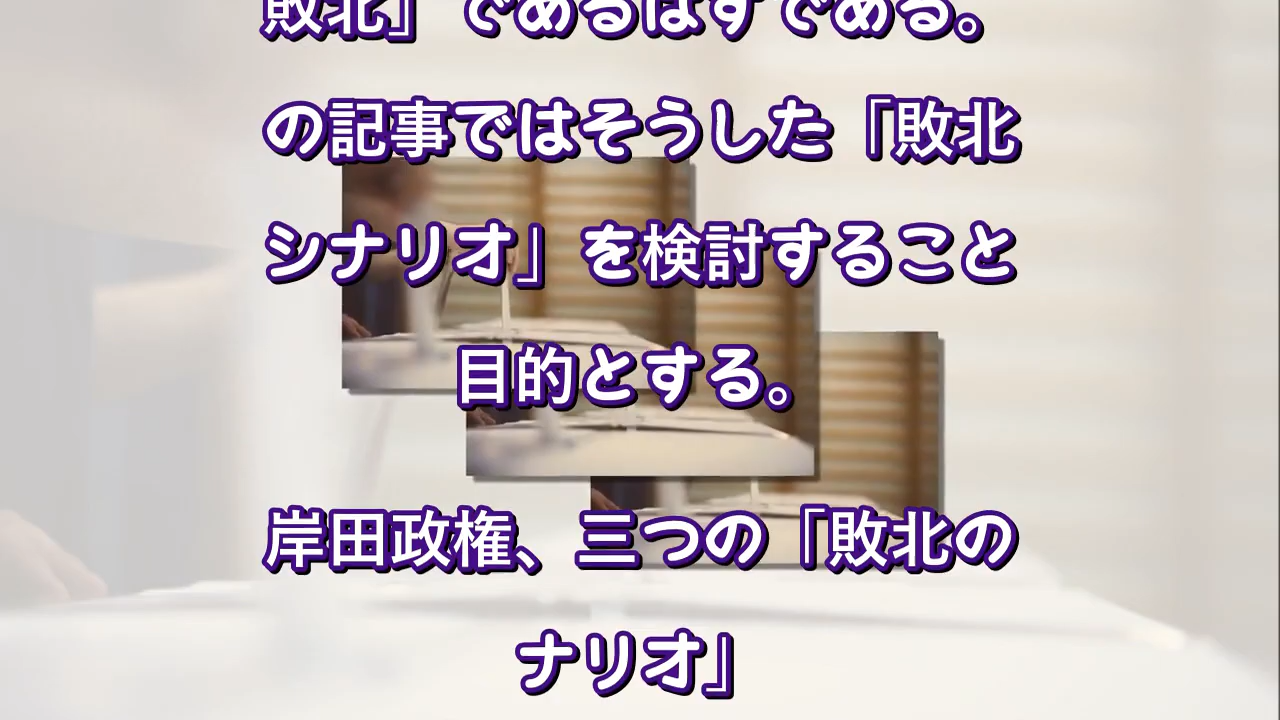 敗北」であるはずである。
の記事ではそうした「敗北
シナリオ」を検討すること
目的とする。
岸田政権、三つの「敗北の
ナリオ」